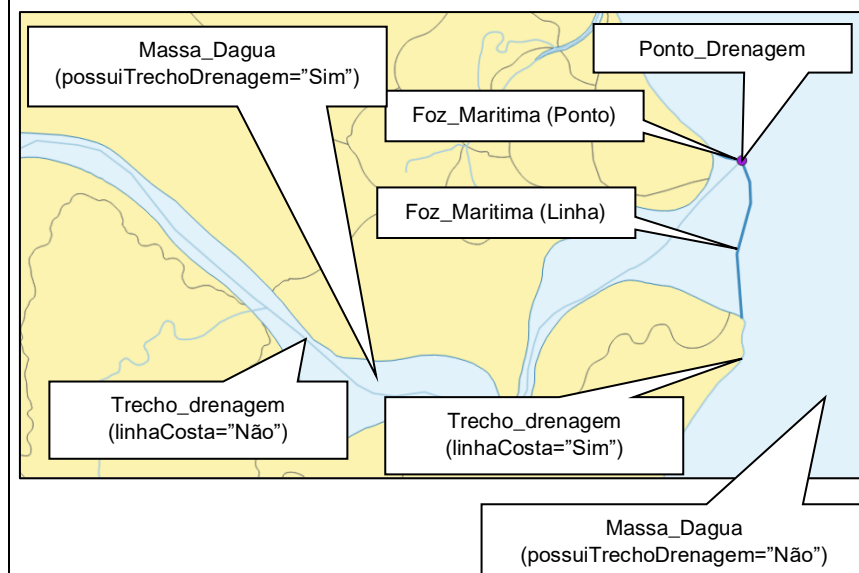 Massa_Dagua
(possuiTrechoDrenagem=”Sim”)
Ponto_Drenagem
Foz_Maritima (Ponto)
Foz_Maritima (Linha)
Trecho_drenagem
(linhaCosta=”Não”)
Trecho_drenagem
(linhaCosta=”Sim”)
Massa_Dagua
(possuiTrechoDrenagem=”Não”)